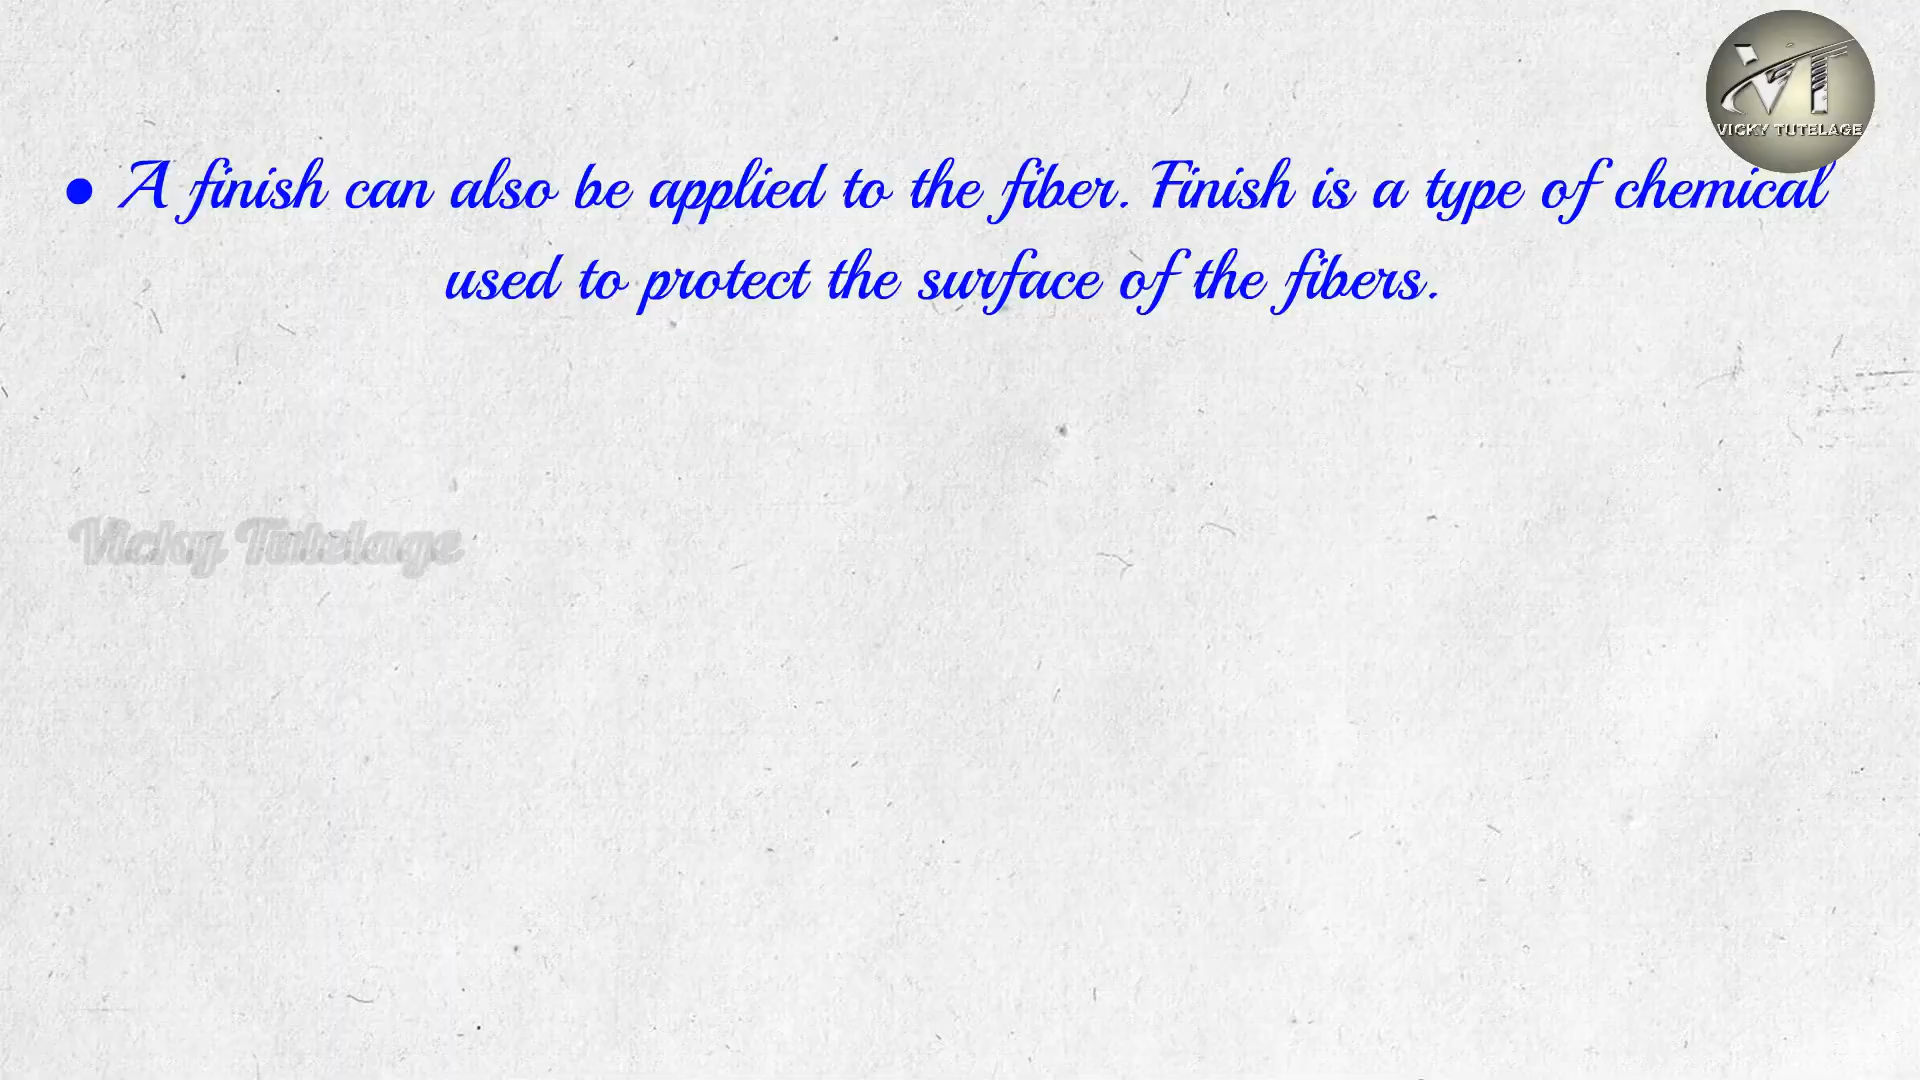 VT
VICKY TUTELAGE
• A finish can also be applied to the fiber. Finish is a type of chemical
used to protect the surface of the fibers.
Vicky Tutelage